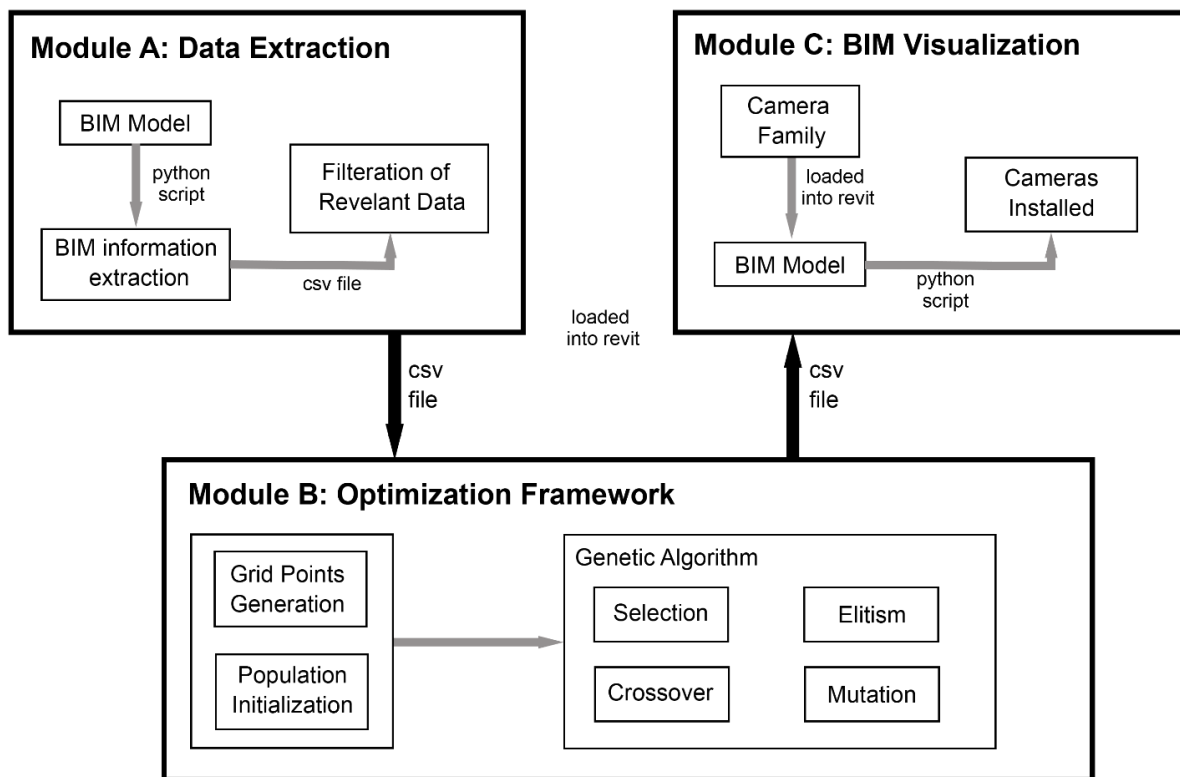 Module A: Data Extraction
BIM Model
python
script
BIM information
extraction
csv file
Filteration of
Revelant Data
Module C: BIM Visualization
Camera
Family
loaded
into revit
BIM Model
python
script
Cameras
Installed
loaded
into revit
csv
file
csv
file
Module B: Optimization Framework
Grid Points
Generation
Population
Initialization
Genetic Algorithm
Selection
Elitism
Crossover
Mutation